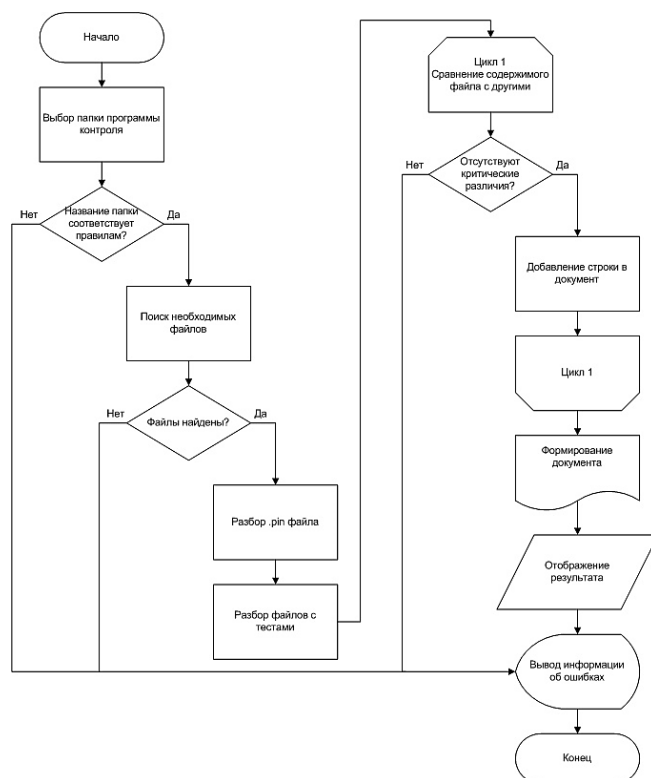 Начало
Выбор папки программы
контроля
Нет
Название папки
соответствует
правилам?
Да
Поиск необходимых
файлов
Нет
Файлы найдены?
Да
Разбор .pin файла
Разбор файлов с
тестами
Цикл 1
Сравнение содержимого
файла с другими
Нет
Отсутствуют
критические
различия?
Да
Добавление строки в
документ
Цикл 1
Формирование
документа
Отображение
результата
Вывод информации
об ошибках
Конец